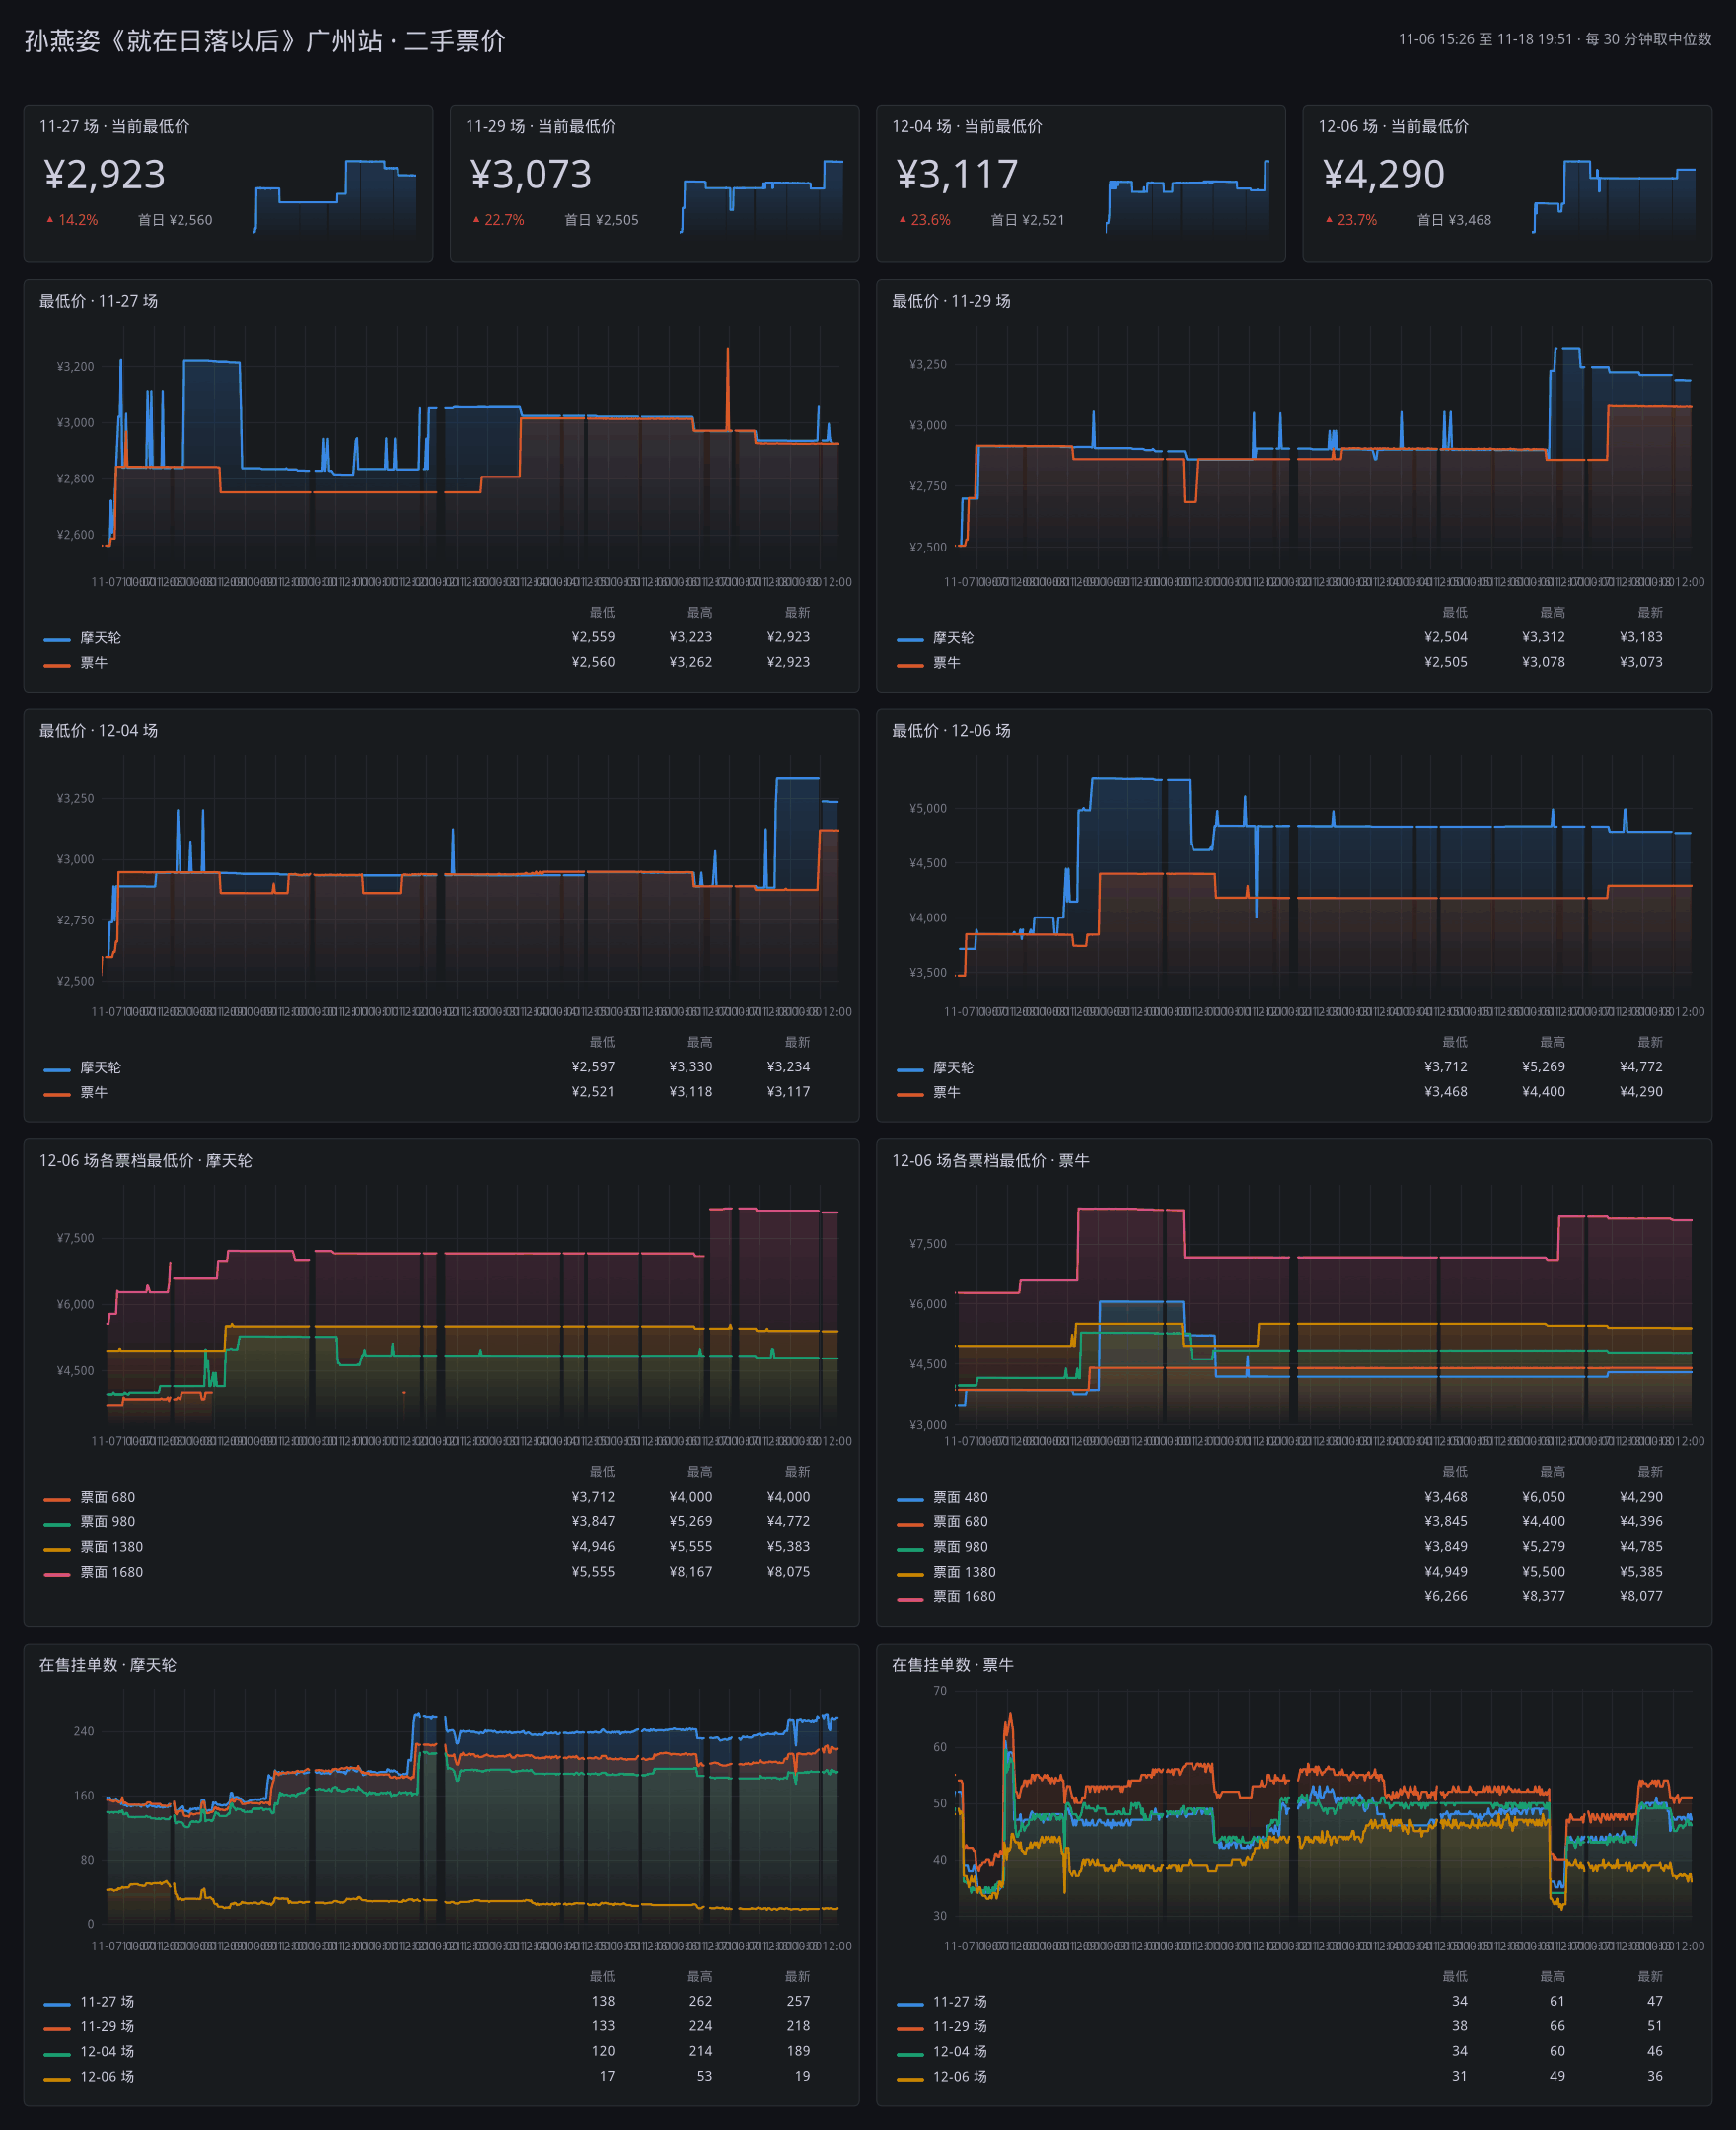 孙燕姿《就在日落以后》广州站 · 二手票价
11-06 15:26 至 11-18 19:51 · 每 30 分钟取中位数
11-27 场 · 当前最低价
¥2,923
▲ 14.2% 首日 ¥2,560
11-29 场 · 当前最低价
¥3,073
▲ 22.7% 首日 ¥2,505
12-04 场 · 当前最低价
¥3,117
▲ 23.6% 首日 ¥2,521
12-06 场 · 当前最低价
¥4,290
▲ 23.7% 首日 ¥3,468
最低价 · 11-27 场
¥3,200
¥3,000
¥2,800
¥2,600
最低 最高 最新
摩天轮 ¥2,559 ¥3,223 ¥2,923
票牛 ¥2,560 ¥3,262 ¥2,923
最低价 · 11-29 场
¥3,250
¥3,000
¥2,750
¥2,500
最低 最高 最新
摩天轮 ¥2,504 ¥3,312 ¥3,183
票牛 ¥2,505 ¥3,078 ¥3,073
最低价 · 12-04 场
¥3,250
¥3,000
¥2,750
¥2,500
最低 最高 最新
摩天轮 ¥2,597 ¥3,330 ¥3,234
票牛 ¥2,521 ¥3,118 ¥3,117
最低价 · 12-06 场
¥5,000
¥4,500
¥4,000
¥3,500
最低 最高 最新
摩天轮 ¥3,712 ¥5,269 ¥4,772
票牛 ¥3,468 ¥4,400 ¥4,290
12-06 场各票档最低价 · 摩天轮
¥7,500
¥6,000
¥4,500
最低 最高 最新
票面 680 ¥3,712 ¥4,000 ¥4,000
票面 980 ¥3,847 ¥5,269 ¥4,772
票面 1380 ¥4,946 ¥5,555 ¥5,383
票面 1680 ¥5,555 ¥8,167 ¥8,075
12-06 场各票档最低价 · 票牛
¥7,500
¥6,000
¥4,500
¥3,000
最低 最高 最新
票面 480 ¥3,468 ¥6,050 ¥4,290
票面 680 ¥3,845 ¥4,400 ¥4,396
票面 980 ¥3,849 ¥5,279 ¥4,785
票面 1380 ¥4,949 ¥5,500 ¥5,385
票面 1680 ¥6,266 ¥8,377 ¥8,077
在售挂单数 · 摩天轮
240
160
80
0
最低 最高 最新
11-27 场 138 262 257
11-29 场 133 224 218
12-04 场 120 214 189
12-06 场 17 53 19
在售挂单数 · 票牛
70
60
50
40
30
最低 最高 最新
11-27 场 34 61 47
11-29 场 38 66 51
12-04 场 34 60 46
12-06 场 31 49 36